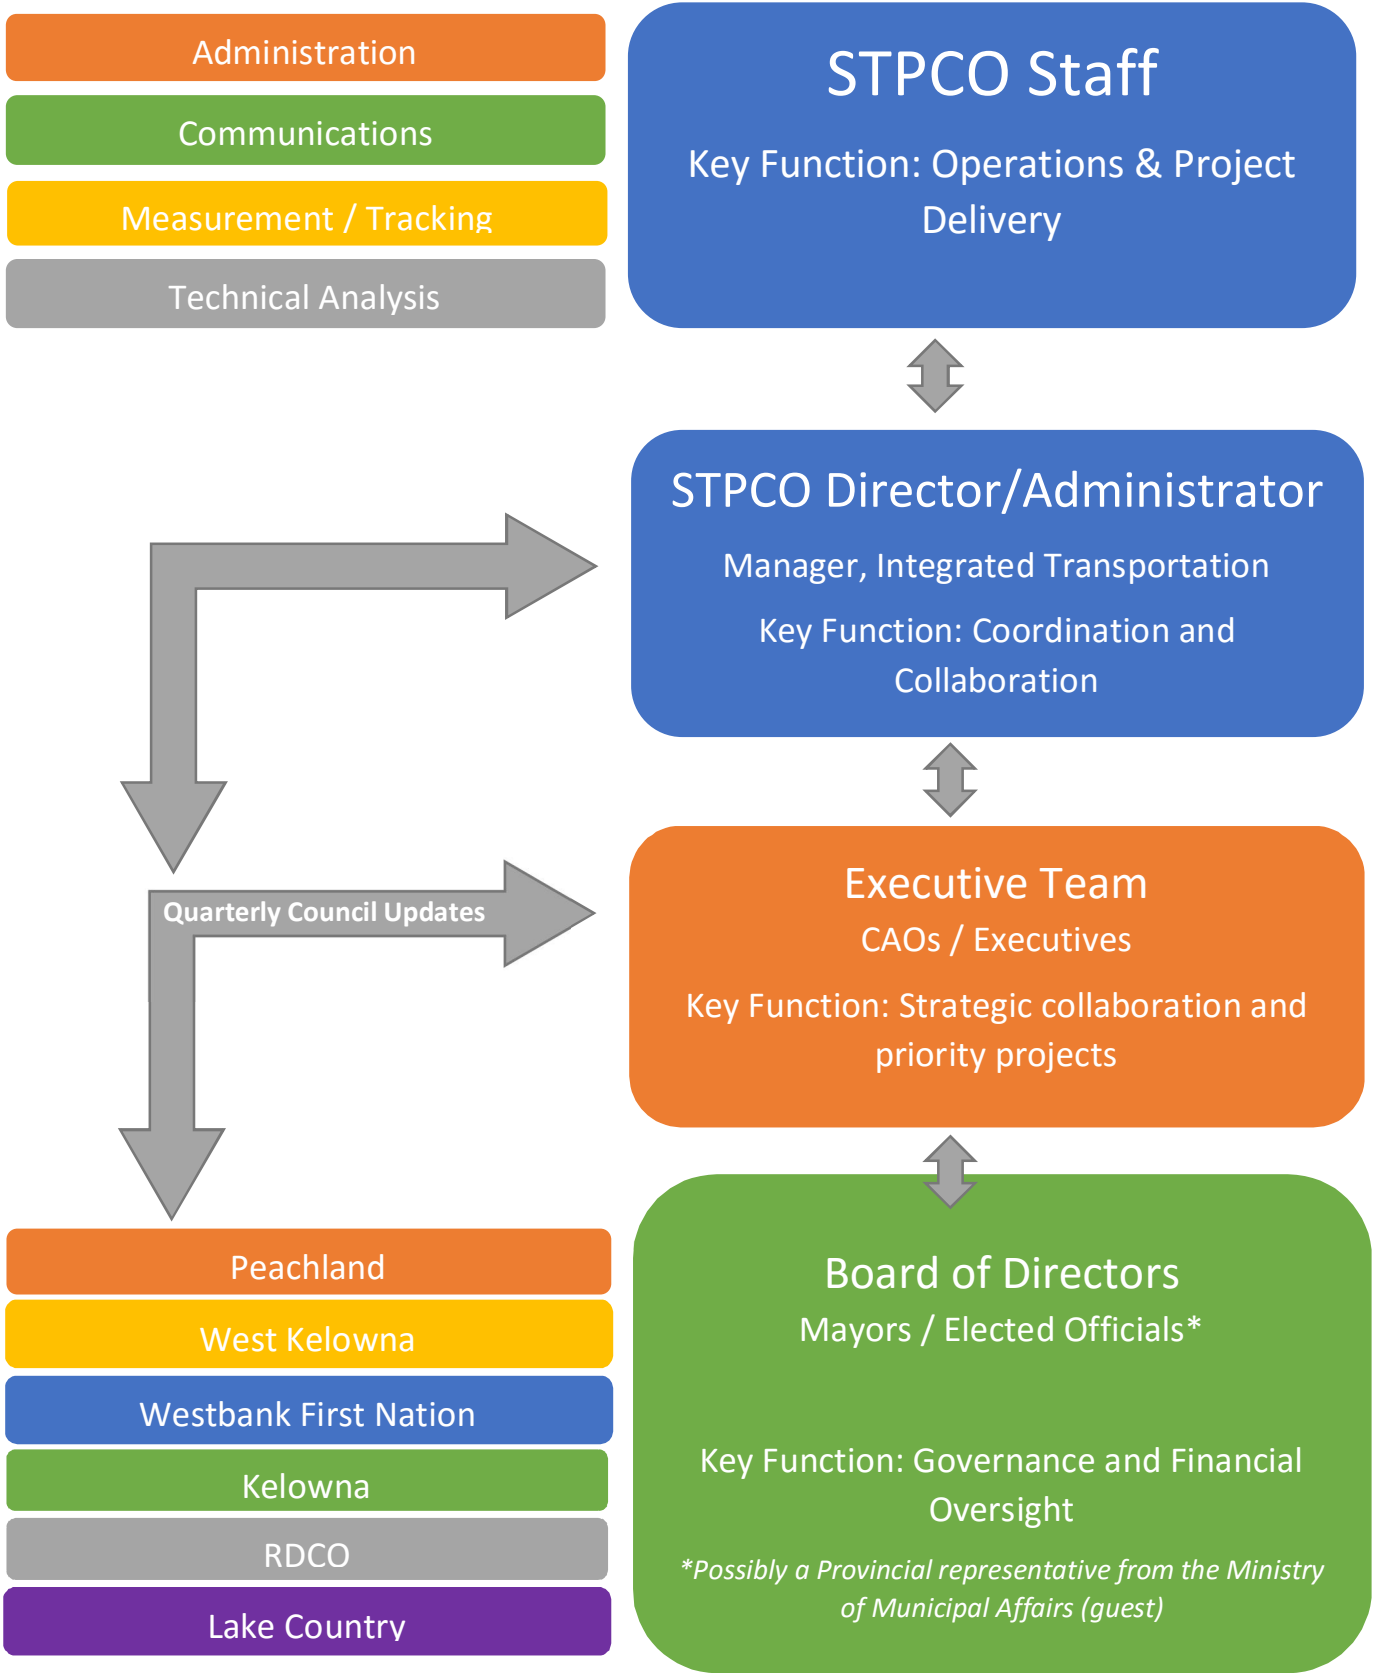 Administration
Communications
Measurement / Tracking
Technical Analysis
STPCO Staff
Key Function: Operations & Project
Delivery
STPCO Director/Administrator
Manager, Integrated Transportation
Key Function: Coordination and
Collaboration
Quarterly Council Updates
Executive Team
CAOs / Executives
Key Function: Strategic collaboration and
priority projects
Peachland
West Kelowna
Westbank First Nation
Kelowna
RDCO
Lake Country
Board of Directors
Mayors / Elected Officials*
Key Function: Governance and Financial
Oversight
*Possibly a Provincial representative from the Ministry
of Municipal Affairs (guest)